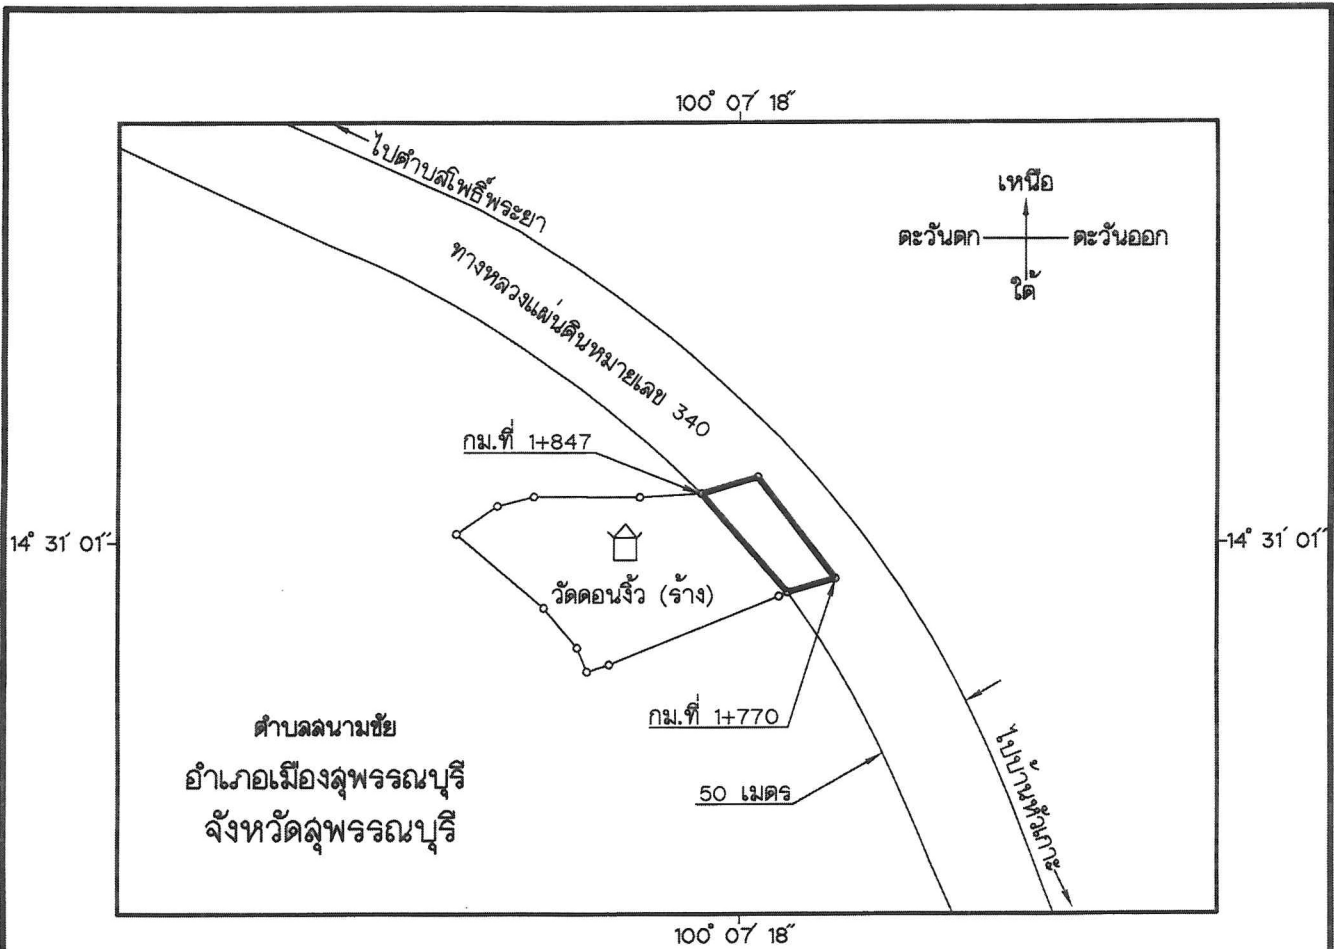 100° 07′ 18″
ไปตำบลโพธิ์พระยา
เหนือ
ตะวันตก ตะวันออก
ใต้
ทางหลวงแผ่นดินหมายเลข 340
กม.ที่ 1+847
14° 31′ 01″ 14° 31′ 01″
วัดดอนงิ้ว (ร้าง)
กม.ที่ 1+770
ตำบลสนามชัย
อำเภอเมืองสุพรรณบุรี
จังหวัดสุพรรณบุรี
50 เมตร
ไปบ้านหัวเกาะ
100° 07′ 18″